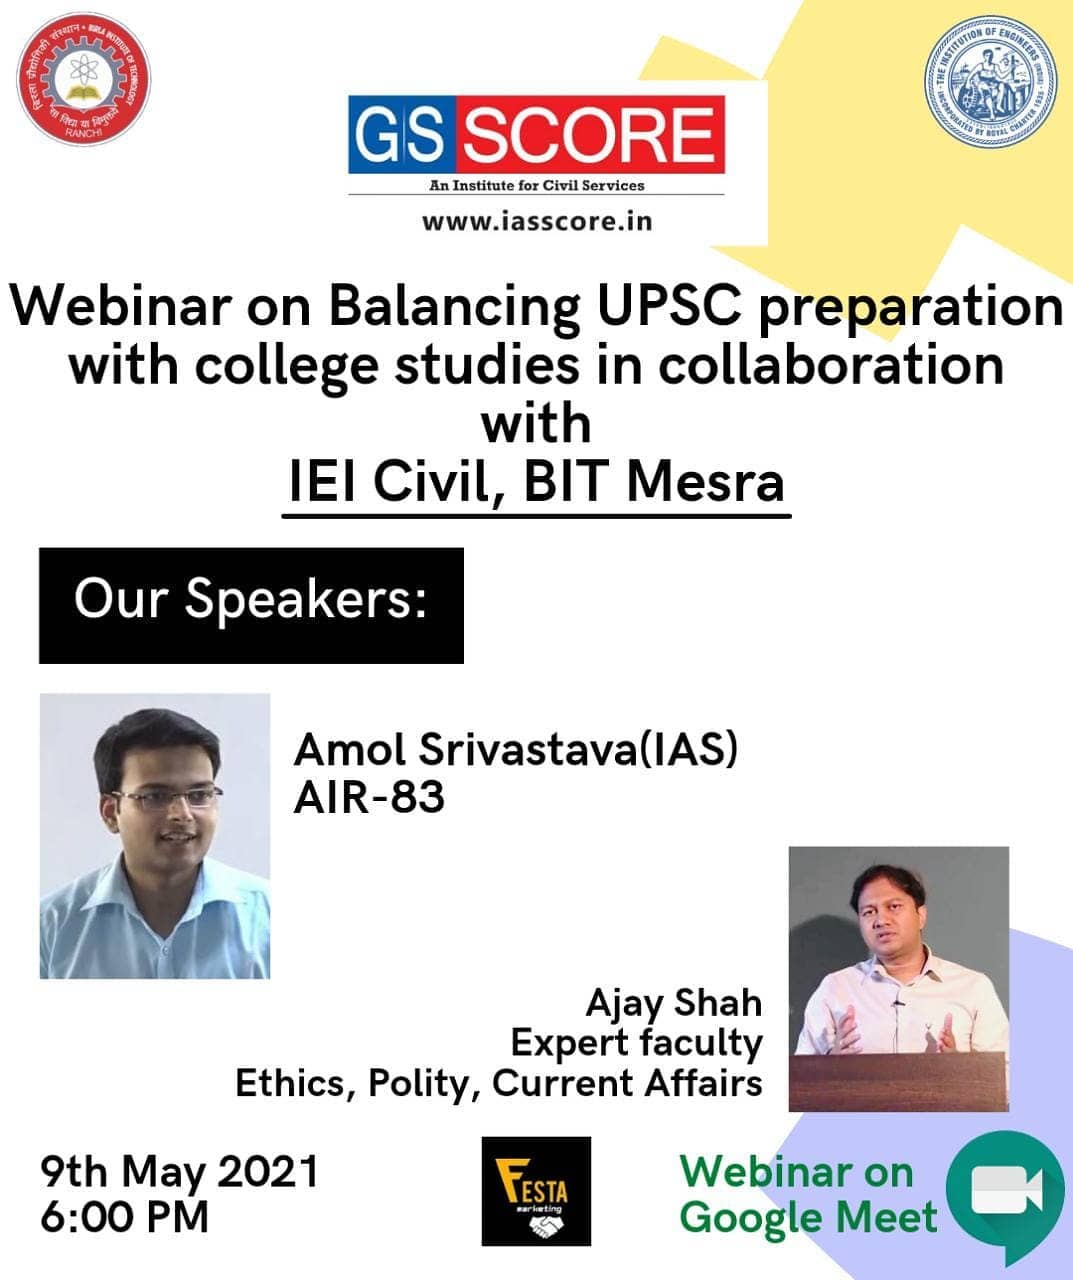 बिरला प्रौद्योगिकी संस्थान • BIRLA INSTITUTE OF TECHNOLOGY
सा विद्या या विमुक्तये
RANCHI
THE INSTITUTION OF ENGINEERS (INDIA)
INCORPORATED BY ROYAL CHARTER 1935
GS SCORE
An Institute for Civil Services
www.iasscore.in
Webinar on Balancing UPSC preparation
with college studies in collaboration
with
IEI Civil, BIT Mesra
Our Speakers:
Amol Srivastava(IAS)
AIR-83
Ajay Shah
Expert faculty
Ethics, Polity, Current Affairs
9th May 2021
6:00 PM
FESTA
marketing
Webinar on
Google Meet